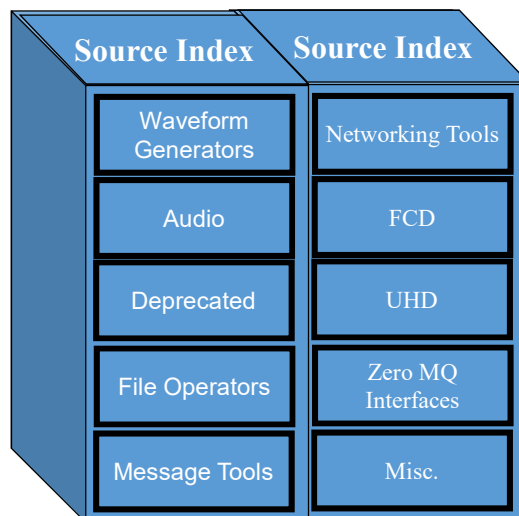 Source Index
Waveform
Generators
Audio
Deprecated
File Operators
Message Tools
Source Index
Networking Tools
FCD
UHD
Zero MQ
Interfaces
Misc.